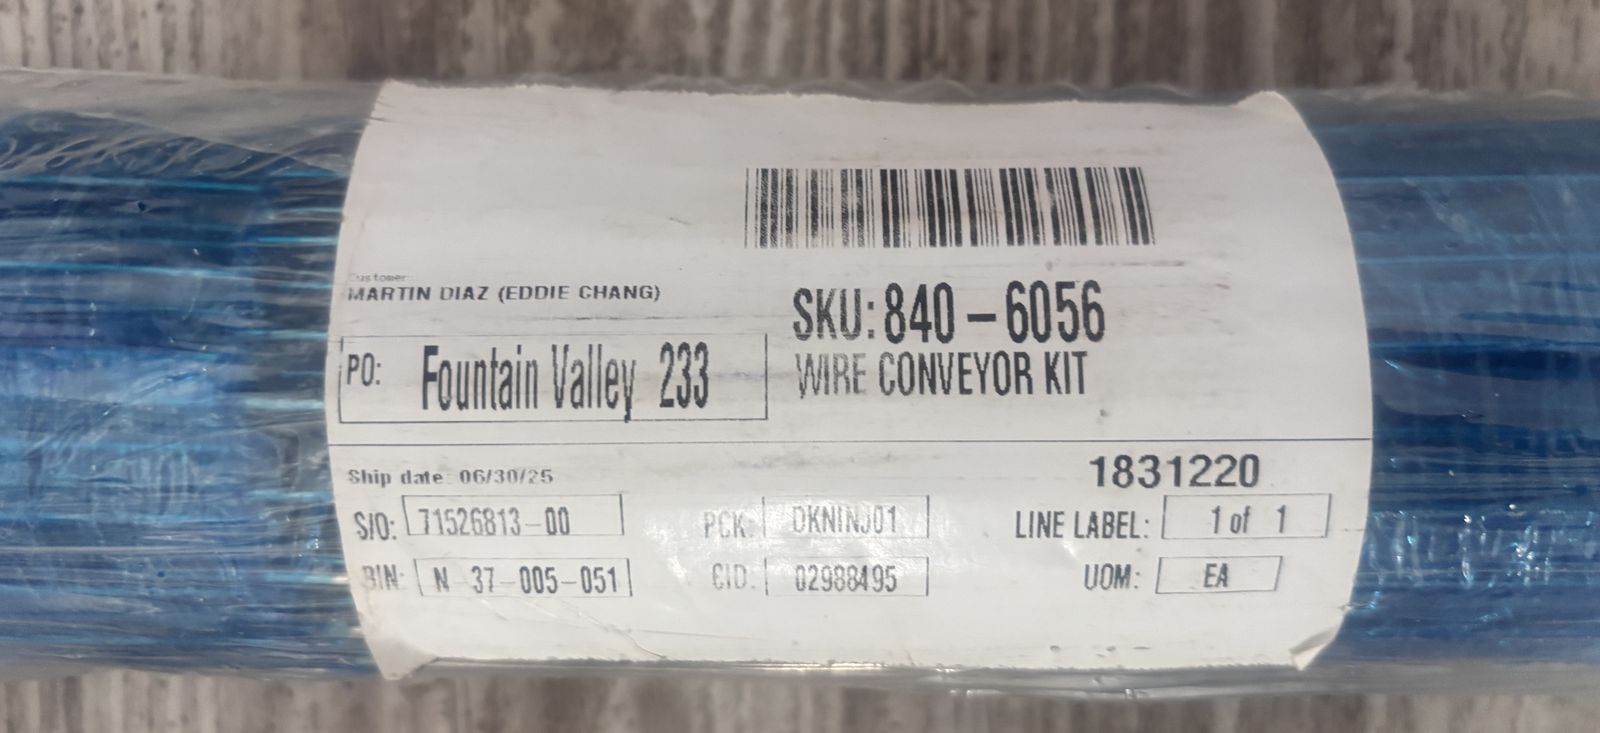 Customer:
MARTIN DIAZ (EDDIE CHANG)
PO: Fountain Valley 233
SKU: 840-6056
WIRE CONVEYOR KIT
Ship date: 06/30/25
1831220
S/O: 71526813-00
PCK: DKNINJ01
LINE LABEL: 1 of 1
BIN: N 37-005-051
CID: 02988495
UOM: EA